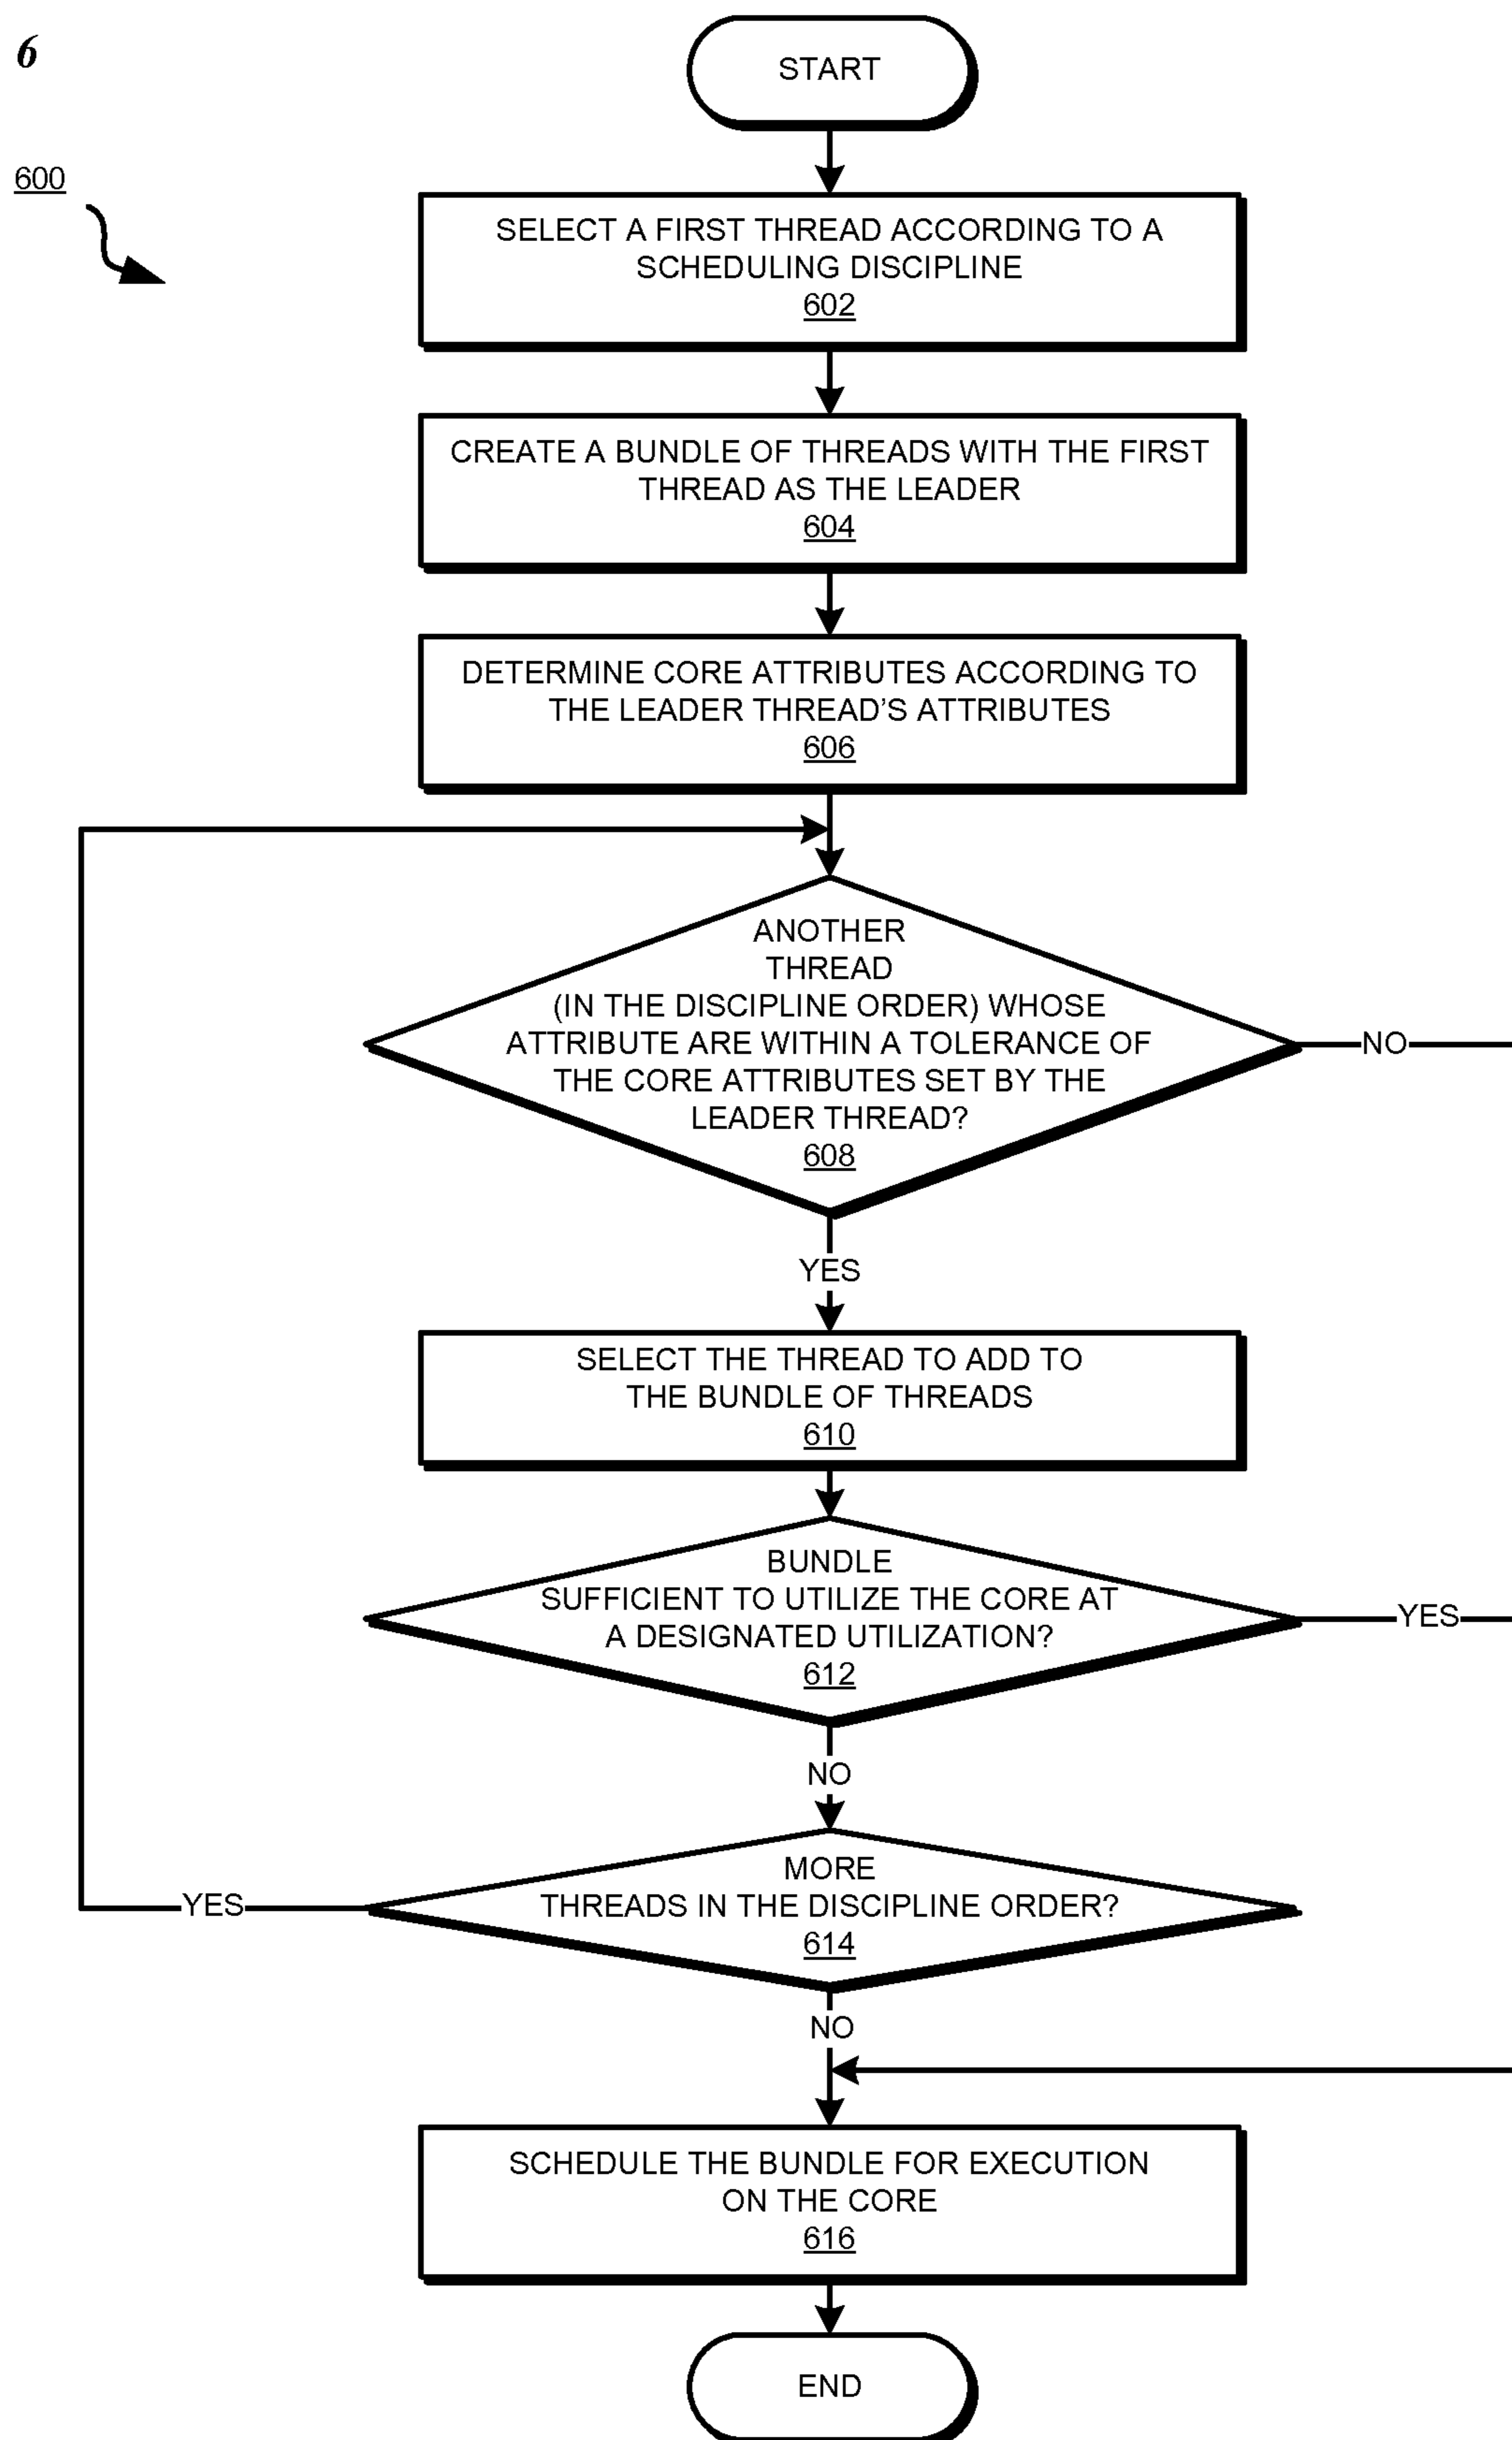 6
600
START
SELECT A FIRST THREAD ACCORDING TO A
SCHEDULING DISCIPLINE
602
CREATE A BUNDLE OF THREADS WITH THE FIRST
THREAD AS THE LEADER
604
DETERMINE CORE ATTRIBUTES ACCORDING TO
THE LEADER THREAD'S ATTRIBUTES
606
ANOTHER
THREAD
(IN THE DISCIPLINE ORDER) WHOSE
ATTRIBUTE ARE WITHIN A TOLERANCE OF
THE CORE ATTRIBUTES SET BY THE
LEADER THREAD?
608
NO
YES
SELECT THE THREAD TO ADD TO
THE BUNDLE OF THREADS
610
BUNDLE
SUFFICIENT TO UTILIZE THE CORE AT
A DESIGNATED UTILIZATION?
612
YES
NO
MORE
THREADS IN THE DISCIPLINE ORDER?
614
YES
NO
SCHEDULE THE BUNDLE FOR EXECUTION
ON THE CORE
616
END